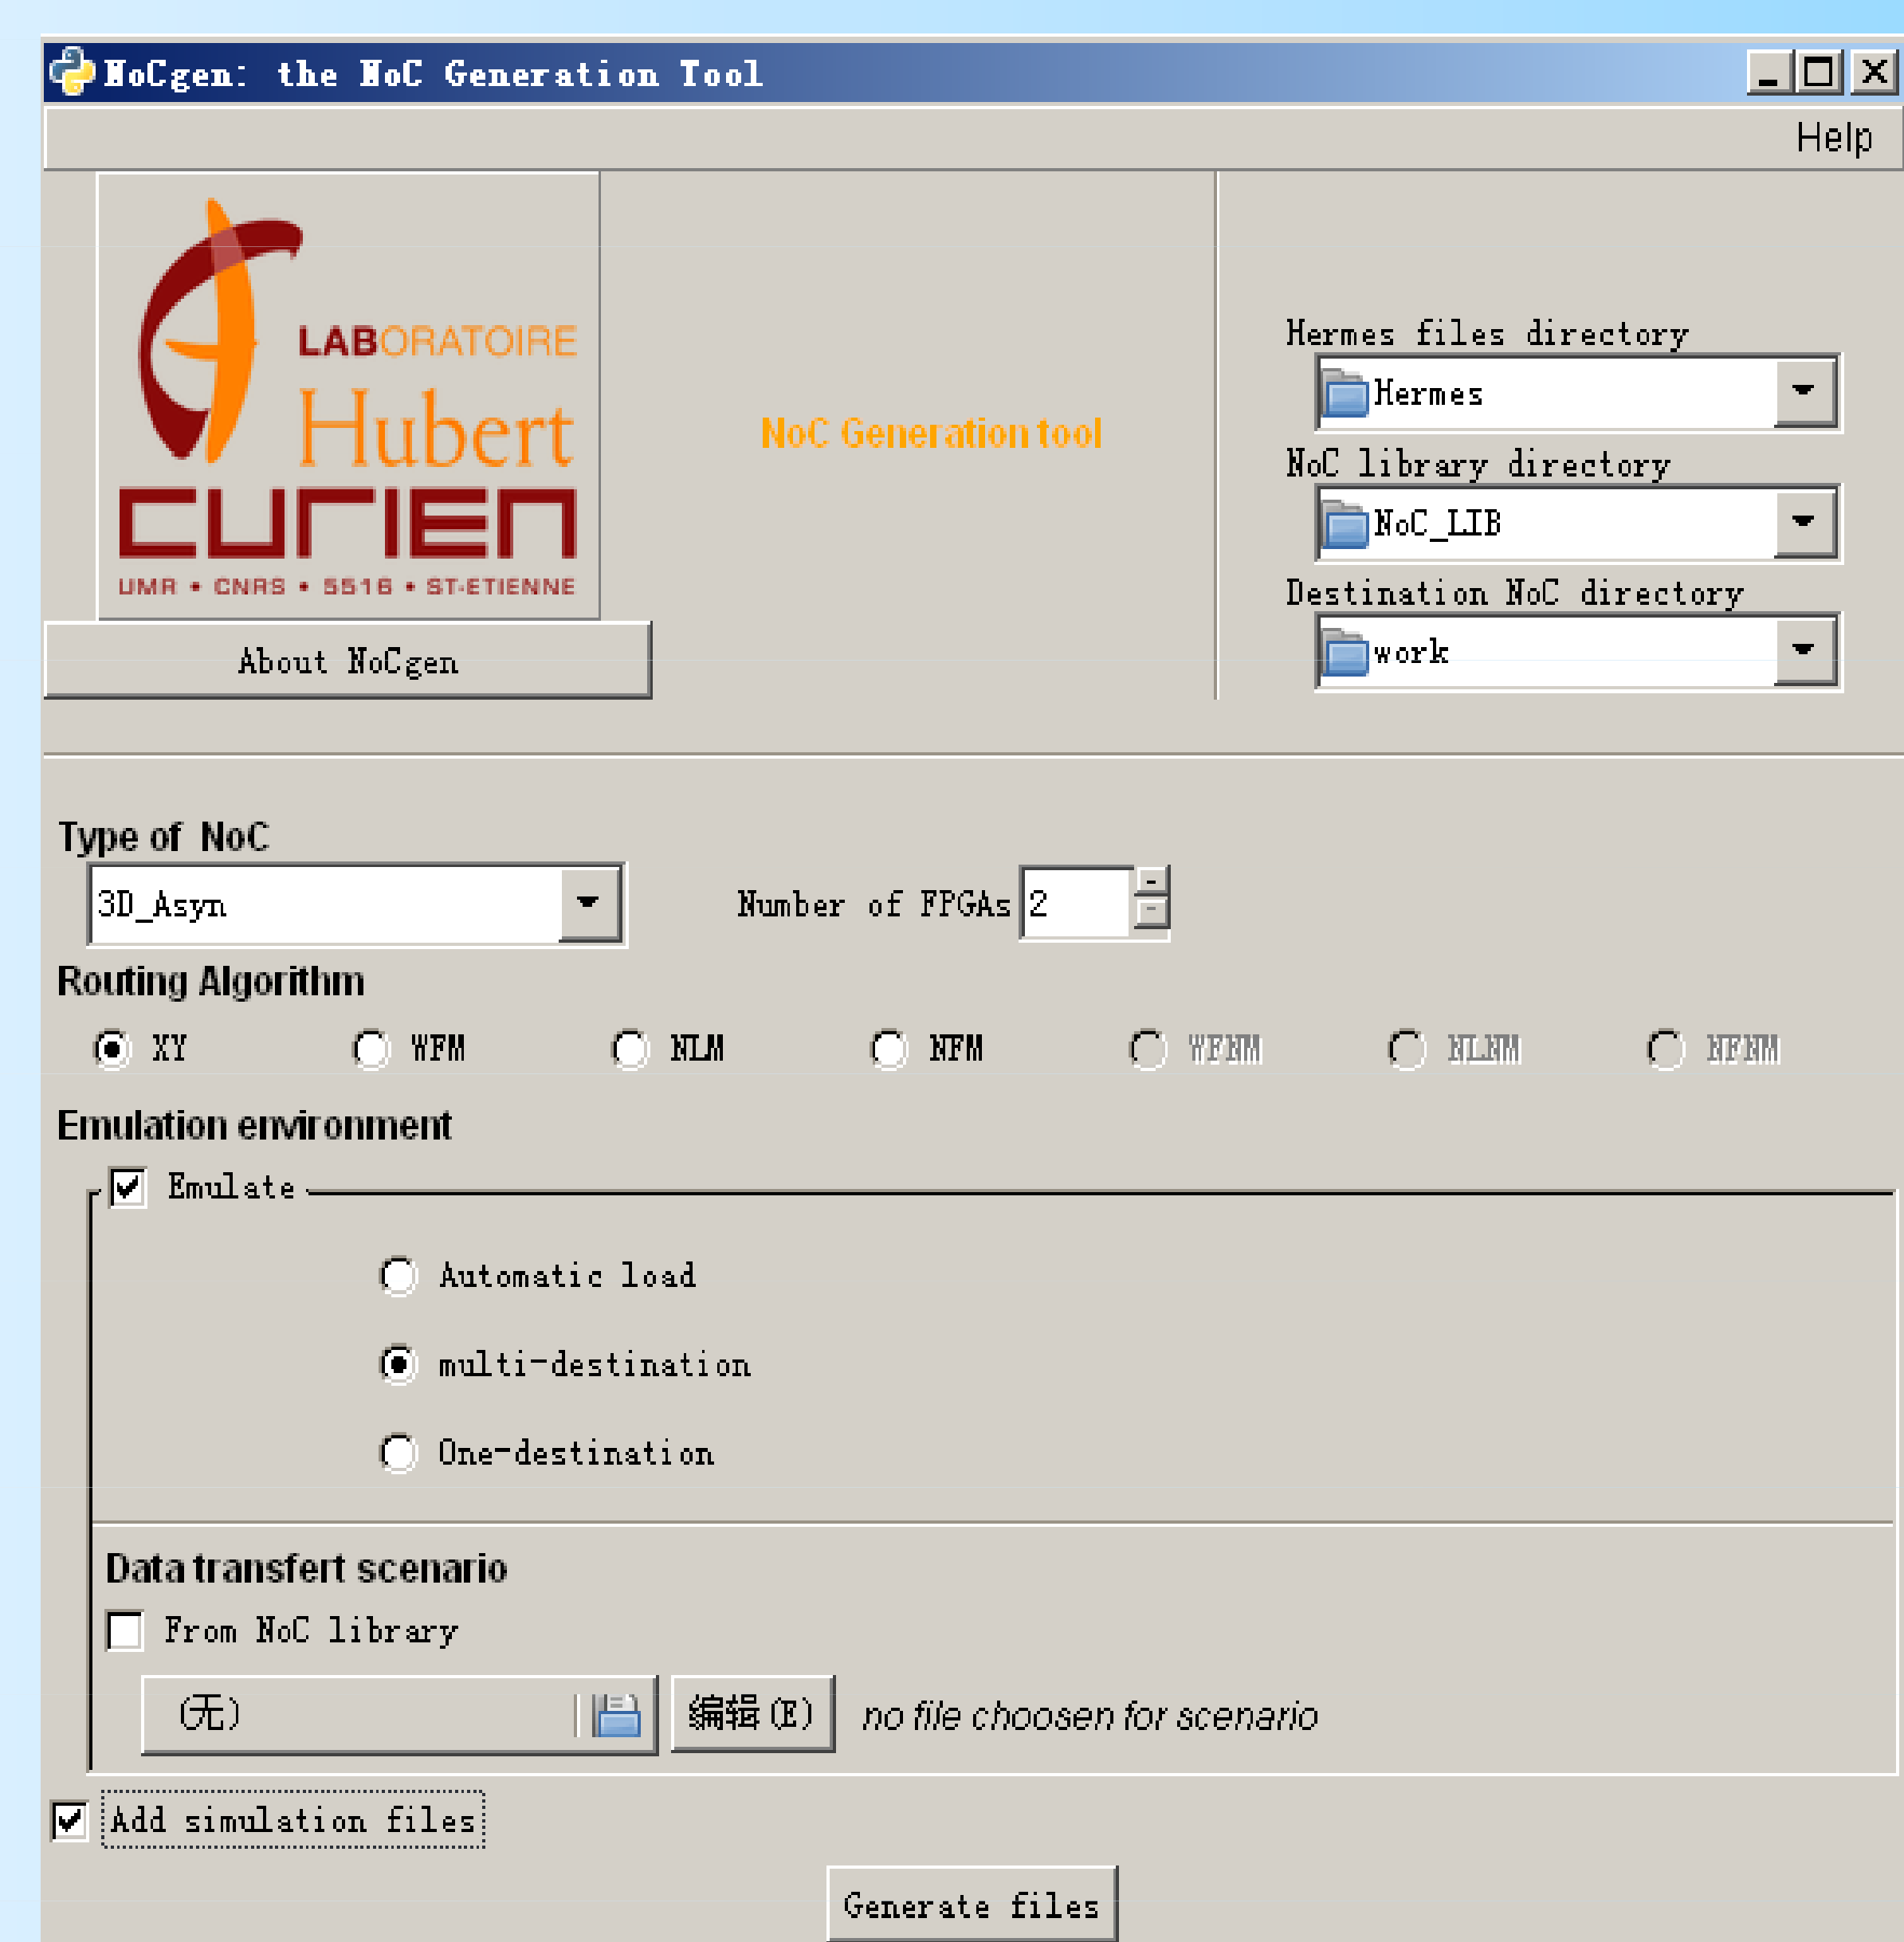 NoCgen: the NoC Generation Tool
Help
LABORATOIRE
Hubert
CURIEN
UMR • CNRS • 5516 • ST-ETIENNE
About NoCgen
NoC Generation tool
Hermes files directory
Hermes
NoC library directory
NoC_LIB
Destination NoC directory
work
Type of NoC
3D_Asyn
Number of FPGAs 2
Routing Algorithm
XY WFM NLM NFM WFNM NLNM NFNM
Emulation environment
Emulate
Automatic load
multi-destination
One-destination
Data transfert scenario
From NoC library
(无) 编辑(E) no file choosen for scenario
Add simulation files
Generate files